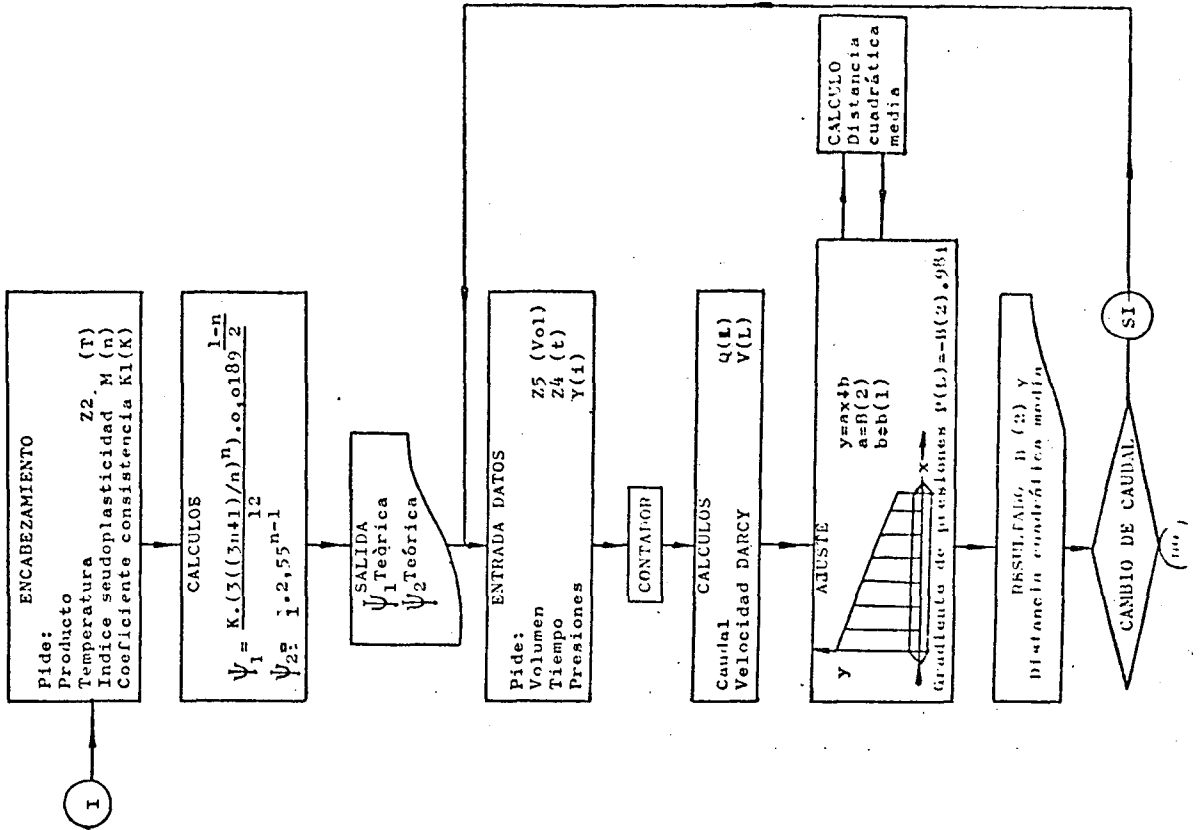 I
ENCABEZAMIENTO
Pide:
Producto
Temperatura Z2. (T)
Indice seudoplasticidad M (n)
Coeficiente consistencia K1(K)
CALCULOS
ψ1 = K.(3((3n+1)/n)^n).0,0189^(1-n)/2
12
ψ2= 1.2,55^n-1
SALIDA
ψ1 Teòrica
ψ2 Teórica
ENTRADA DATOS
Pide:
Volumen Z5 (Vol)
Tiempo Z4 (t)
Presiones Y(i)
CONTADOR
CALCULOS
Caudal Q(L)
Velocidad DARCY V(L)
AJUSTE
y=ax+b
a=B(2)
b=b(1)
y
x
Gradiento de presiones P(L)=-B(2).981
CALCULO
Distancia
cuadrática
media
RESULTADO, B (2) Y
Distancia cuadrática media
CAMBIO DE CAUDAL
SI